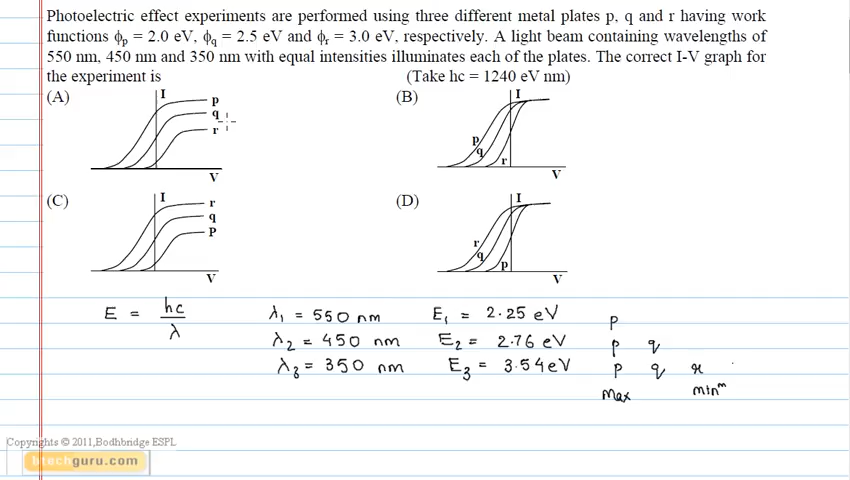 Photoelectric effect experiments are performed using three different metal plates p, q and r having work
functions ϕp = 2.0 eV, ϕq = 2.5 eV and ϕr = 3.0 eV, respectively. A light beam containing wavelengths of
550 nm, 450 nm and 350 nm with equal intensities illuminates each of the plates. The correct I-V graph for
the experiment is (Take hc = 1240 eV nm)
(A) I p q r V
(B) I p q r V
(C) I r q p V
(D) I r q p V
E = hc/λ
λ1 = 550 nm E1 = 2.25 eV p
λ2 = 450 nm E2 = 2.76 eV p q
λ3 = 350 nm E3 = 3.54 eV p q r
max minm
Copyrights © 2011,Bodhbridge ESPL
btechguru.com